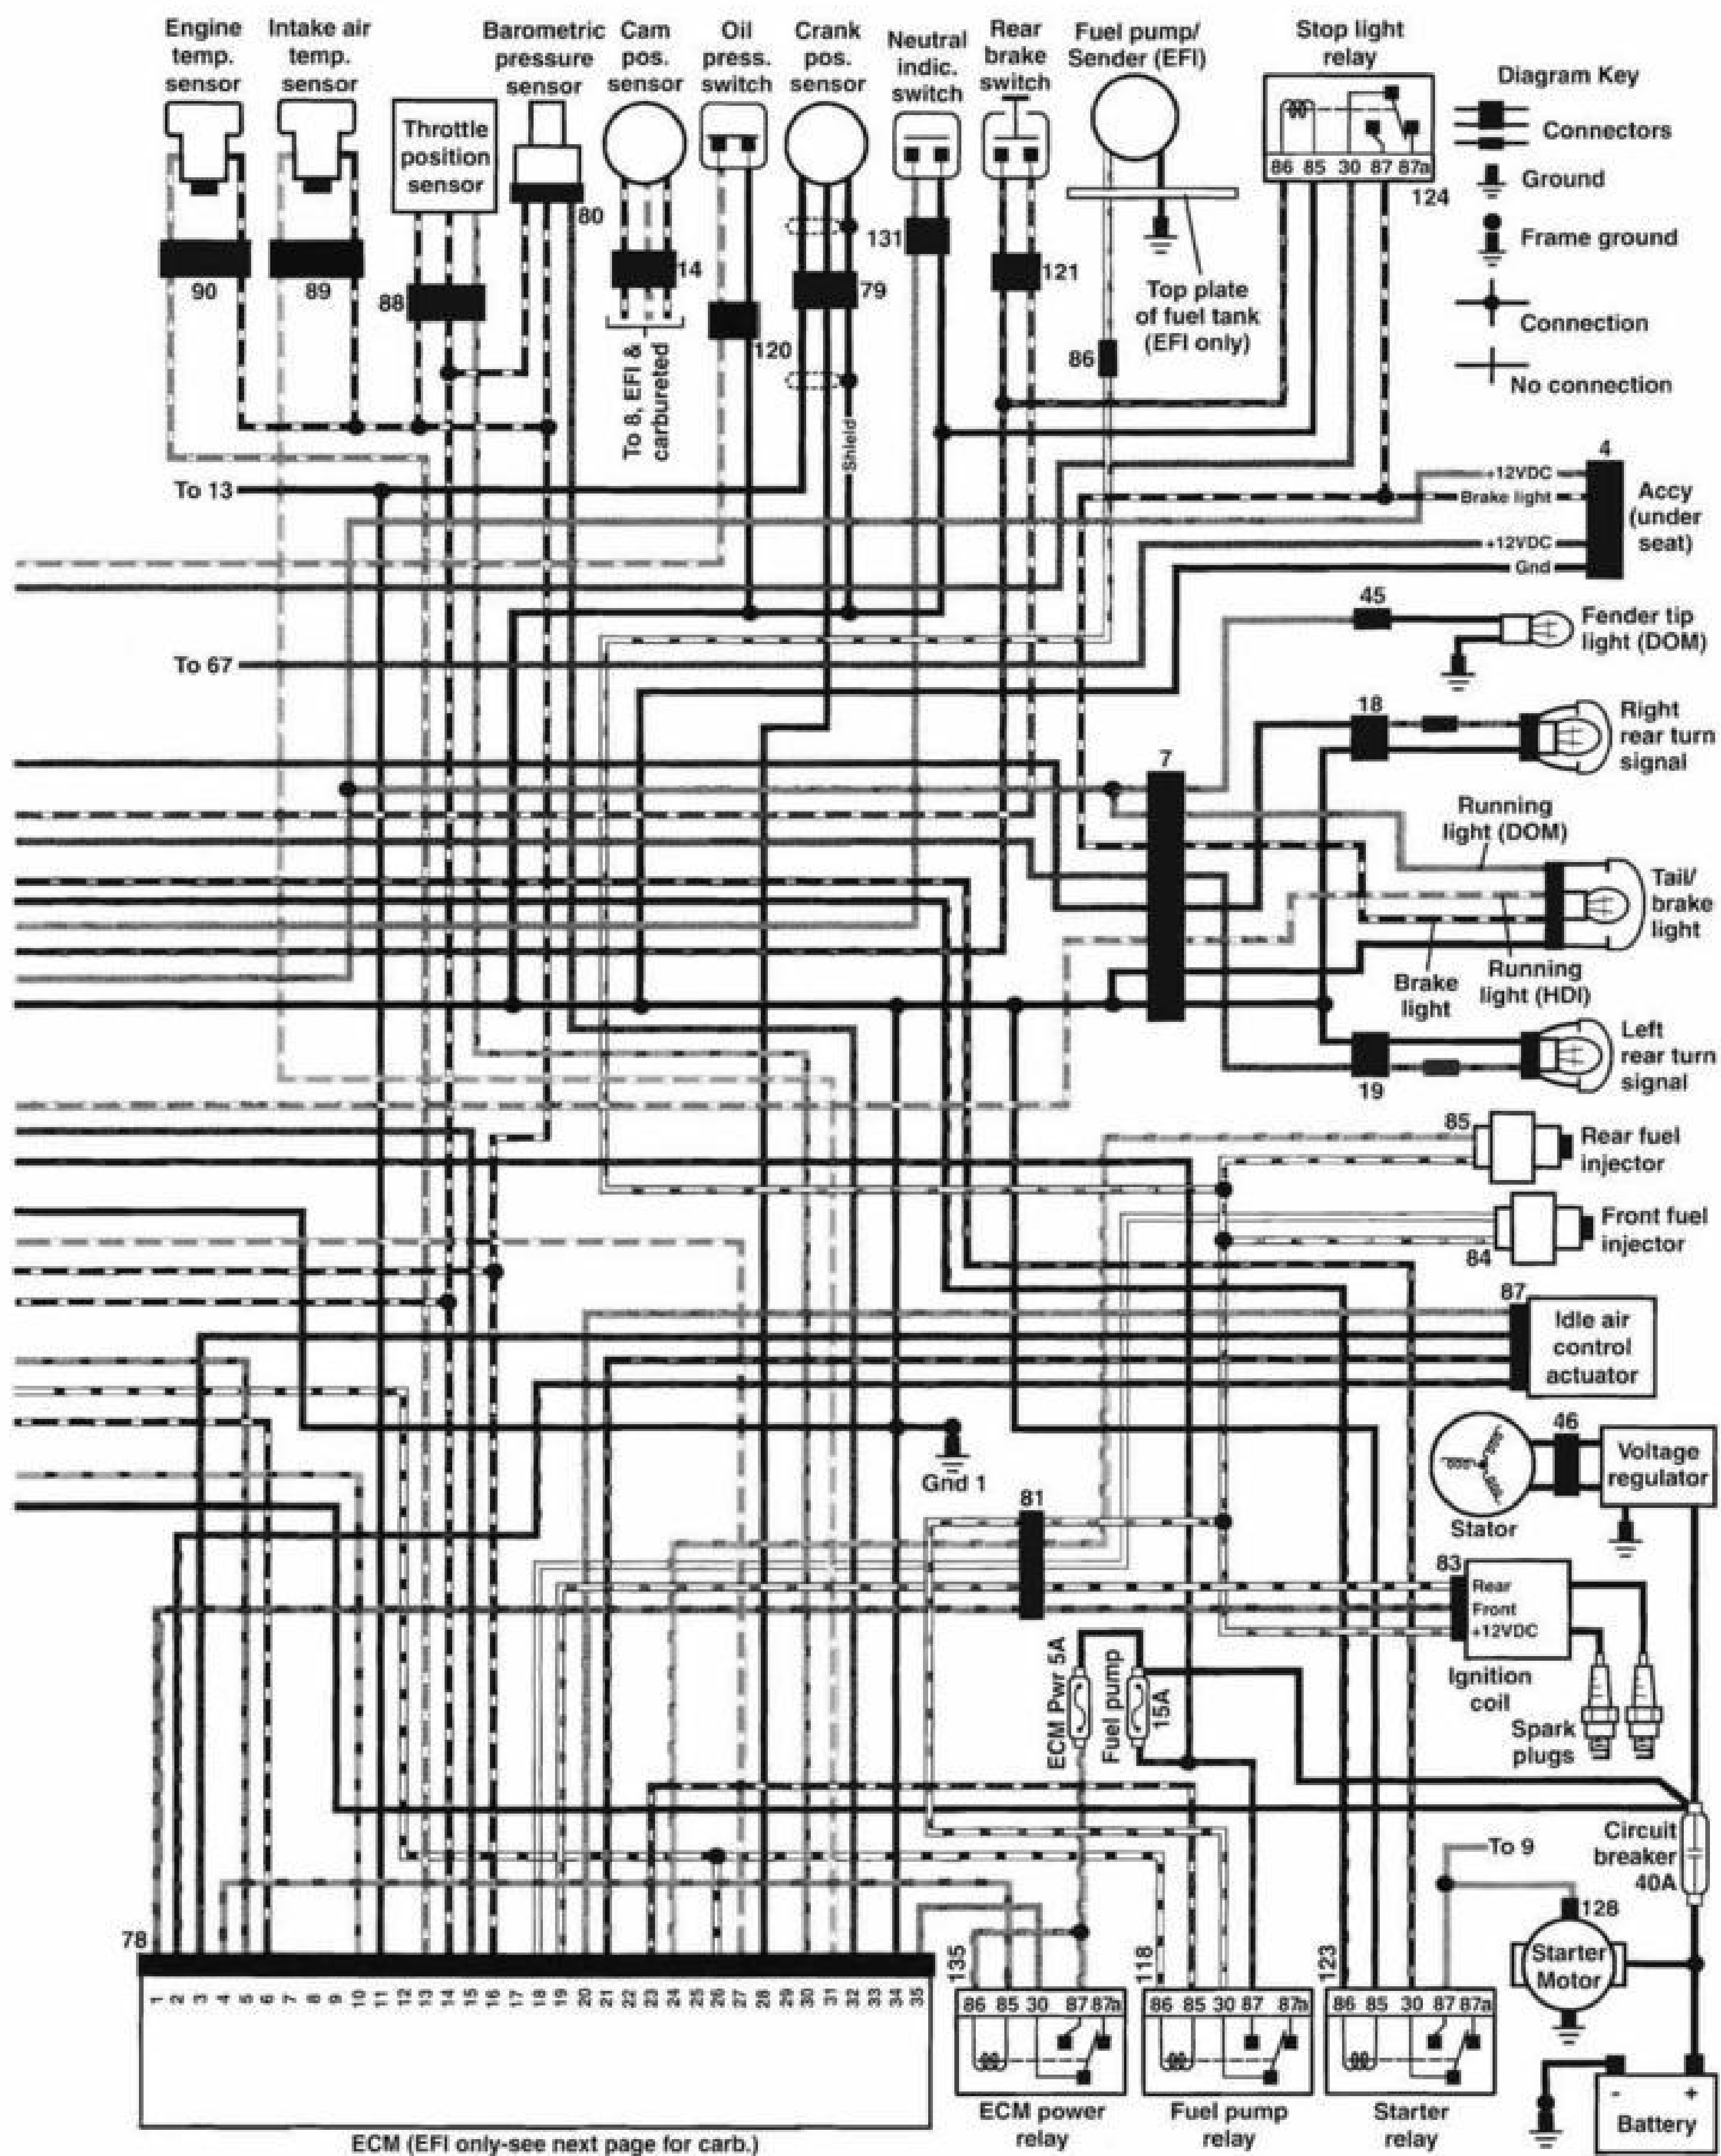 Engine
temp.
sensor
Intake air
temp.
sensor
Throttle
position
sensor
Barometric
pressure
sensor
Cam
pos.
sensor
Oil
press.
switch
Crank
pos.
sensor
Neutral
indic.
switch
Rear
brake
switch
Fuel pump/
Sender (EFI)
Stop light
relay
86 85 30 87 87a
124
Diagram Key
Connectors
Ground
Frame ground
Connection
No connection
90
89
88
80
14
120
79
131
121
86
To 8, EFI &
carbureted
Shield
Top plate
of fuel tank
(EFI only)
To 13
To 67
4
+12VDC
Brake light
+12VDC
Gnd
Accy
(under
seat)
45
Fender tip
light (DOM)
18
Right
rear turn
signal
7
Running
light (DOM)
Tail/
brake
light
Brake
light
Running
light (HDI)
19
Left
rear turn
signal
85
Rear fuel
injector
84
Front fuel
injector
87
Idle air
control
actuator
Gnd 1
46
Stator
Voltage
regulator
81
83
Rear
Front
+12VDC
Ignition
coil
Spark
plugs
ECM Pwr 5A
Fuel pump
15A
Circuit
breaker
40A
To 9
128
Starter
Motor
78
1 2 3 4 5 6 7 8 9 10 11 12 13 14 15 16 17 18 19 20 21 22 23 24 25 26 27 28 29 30 31 32 33 34 35
135
86 85 30 87 87a
118
86 85 30 87 87a
123
86 85 30 87 87a
ECM power
relay
Fuel pump
relay
Starter
relay
- +
Battery
ECM (EFI only-see next page for carb.)